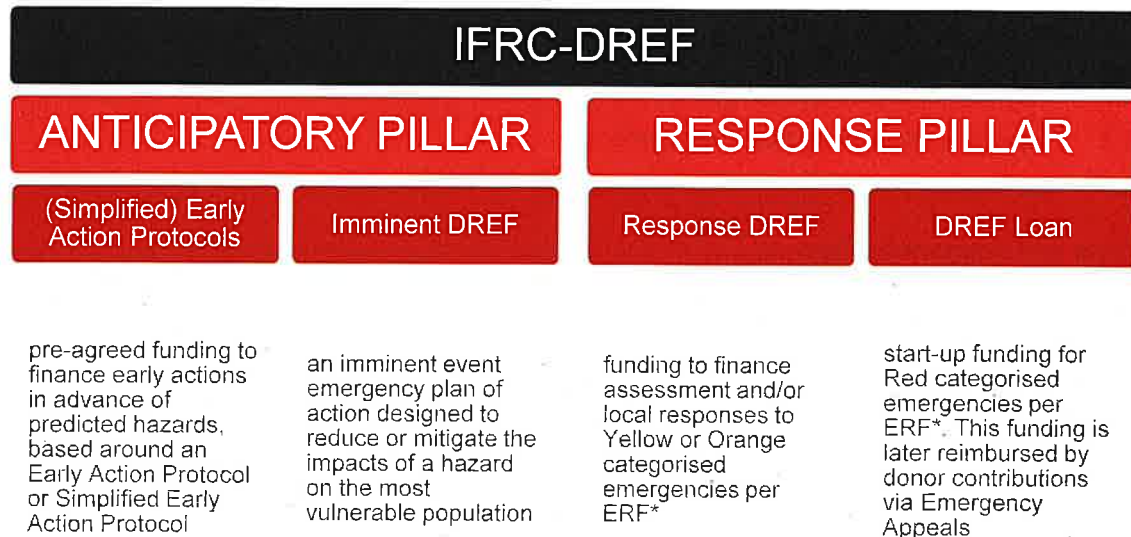 IFRC-DREF
ANTICIPATORY PILLAR
RESPONSE PILLAR
(Simplified) Early
Action Protocols
Imminent DREF
Response DREF
DREF Loan
pre-agreed funding to
finance early actions
in advance of
predicted hazards,
based around an
Early Action Protocol
or Simplified Early
Action Protocol
an imminent event
emergency plan of
action designed to
reduce or mitigate the
impacts of a hazard
on the most
vulnerable population
funding to finance
assessment and/or
local responses to
Yellow or Orange
categorised
emergencies per
ERF*
start-up funding for
Red categorised
emergencies per
ERF*. This funding is
later reimbursed by
donor contributions
via Emergency
Appeals